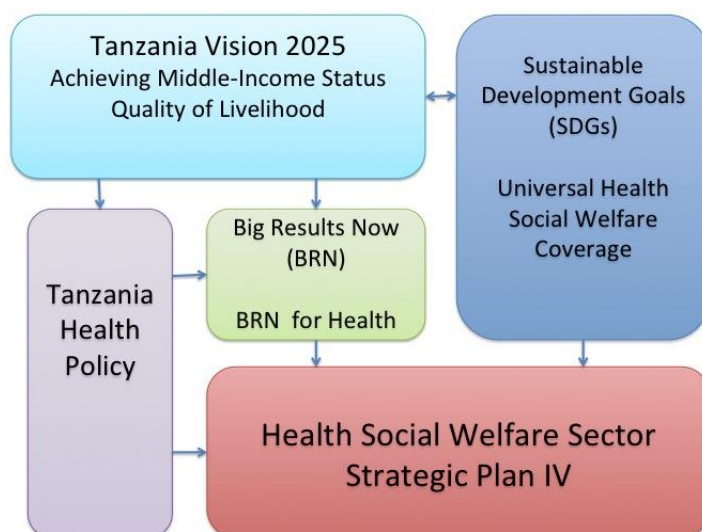 Tanzania Vision 2025
Achieving Middle-Income Status
Quality of Livelihood
Sustainable
Development Goals
(SDGs)
Universal Health
Social Welfare
Coverage
Big Results Now
(BRN)
BRN for Health
Tanzania
Health
Policy
Health Social Welfare Sector
Strategic Plan IV